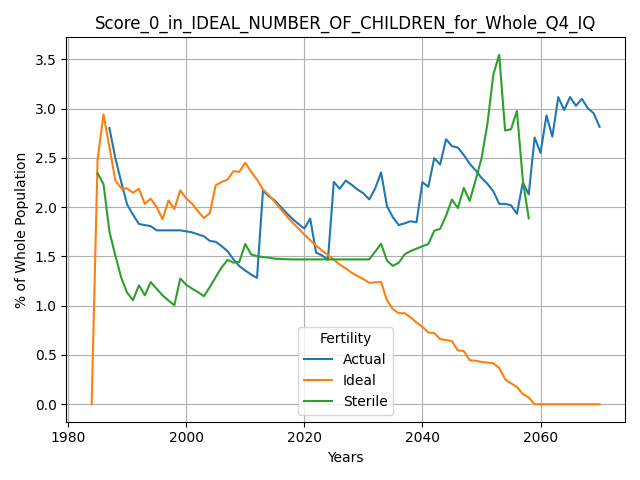 Score_0_in_IDEAL_NUMBER_OF_CHILDREN_for_Whole_Q4_IQ
3.5
3.0
2.5
2.0
1.5
1.0
0.5
0.0
% of Whole Population
Fertility
Actual
Ideal
Sterile
1980
2000
2020
2040
2060
Years